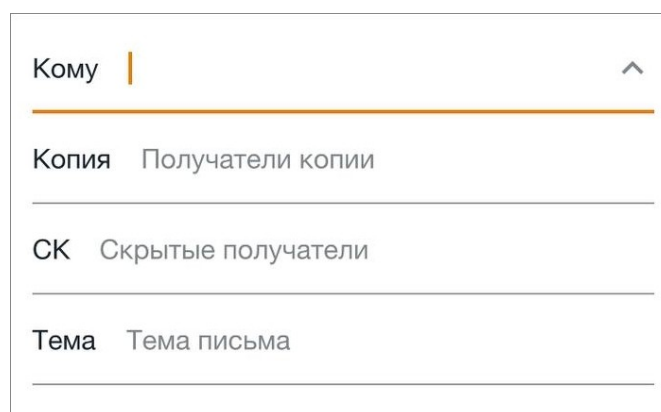 Кому
Копия Получатели копии
СК Скрытые получатели
Тема Тема письма